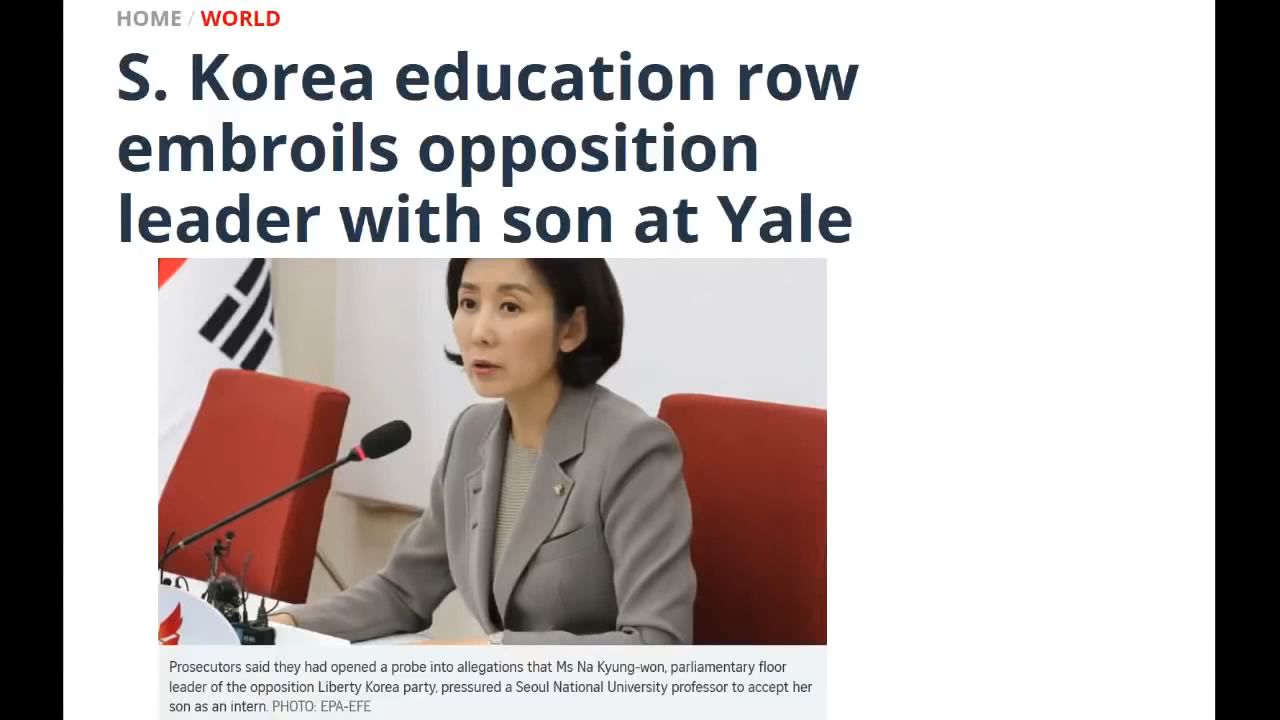 HOME / WORLD
S. Korea education row
embroils opposition
leader with son at Yale
Prosecutors said they had opened a probe into allegations that Ms Na Kyung-won, parliamentary floor
leader of the opposition Liberty Korea party, pressured a Seoul National University professor to accept her
son as an intern. PHOTO: EPA-EFE